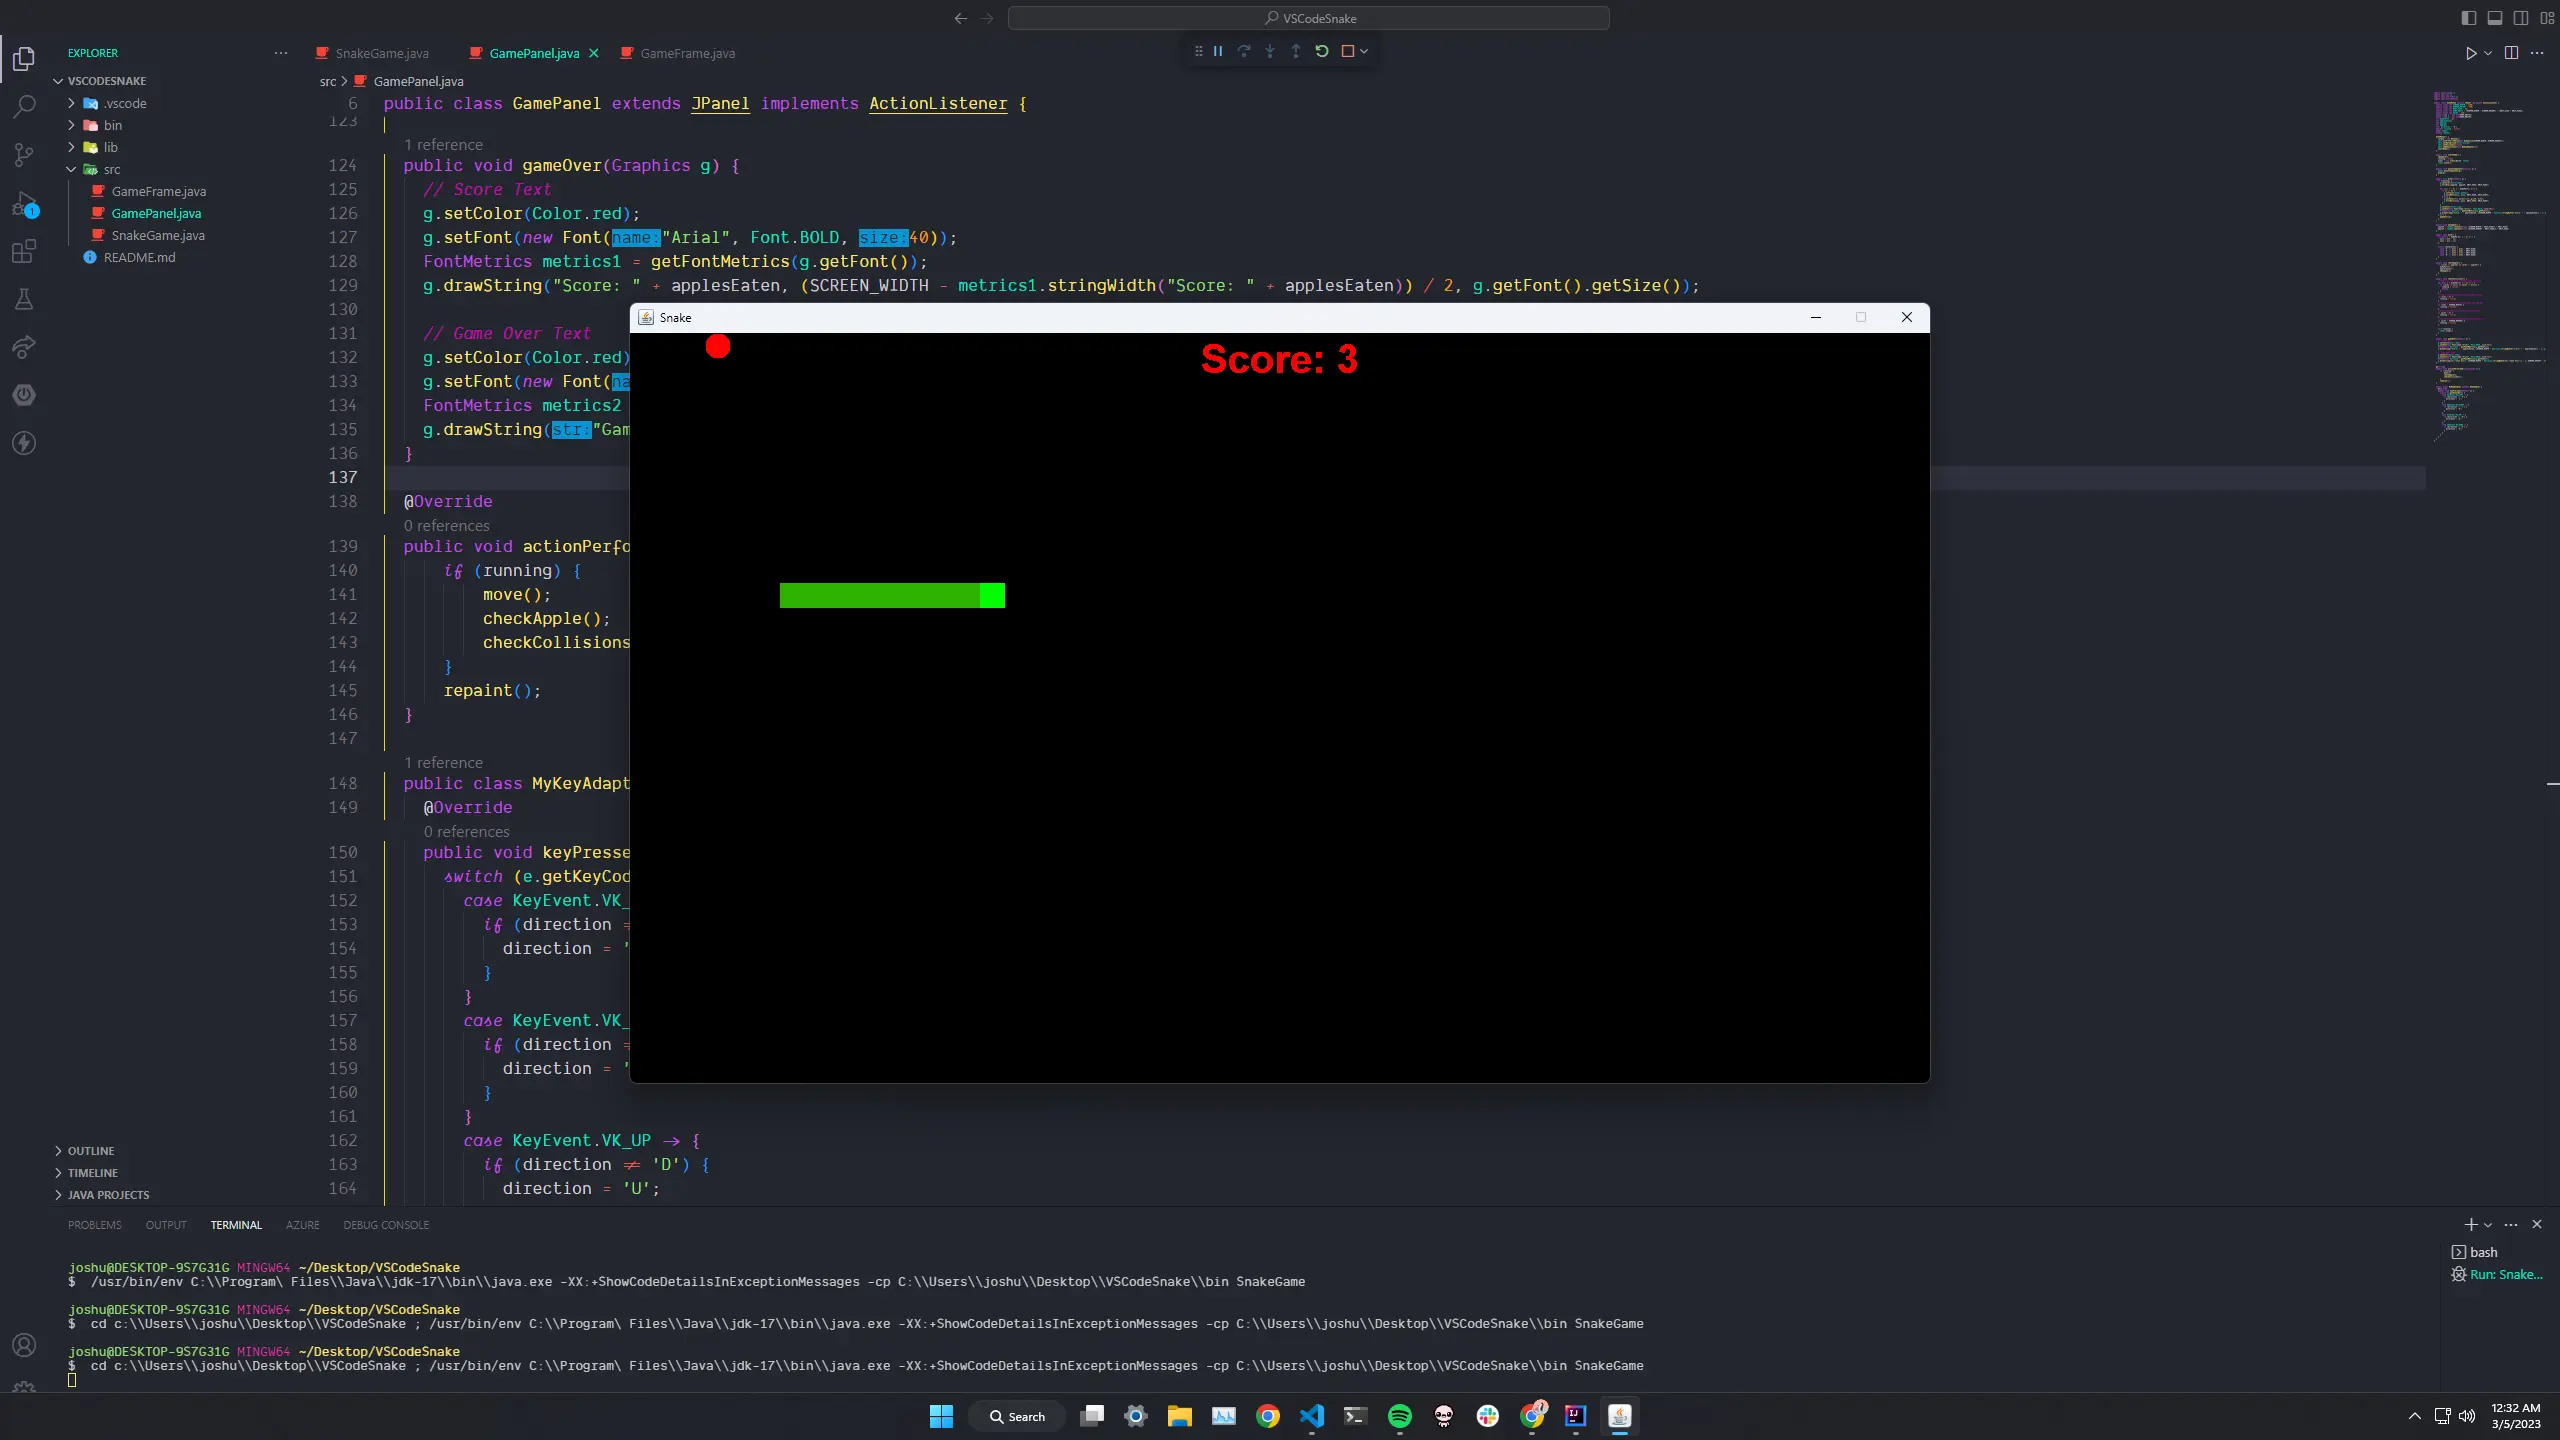 VSCodeSnake
EXPLORER
SnakeGame.java
GamePanel.java
GameFrame.java
VSCODESNAKE
.vscode
bin
lib
src
GameFrame.java
GamePanel.java
SnakeGame.java
README.md
1
src > GamePanel.java
6 public class GamePanel extends JPanel implements ActionListener {
123
1 reference
124 public void gameOver(Graphics g) {
125 // Score Text
126 g.setColor(Color.red);
127 g.setFont(new Font(name:"Arial", Font.BOLD, size:40));
128 FontMetrics metrics1 = getFontMetrics(g.getFont());
129 g.drawString("Score: " + applesEaten, (SCREEN_WIDTH - metrics1.stringWidth("Score: " + applesEaten)) / 2, g.getFont().getSize());
130
131 // Game Over Text
132 g.setColor(Color.red)
133 g.setFont(new Font(na
134 FontMetrics metrics2
135 g.drawString(str:"Gam
136 }
137
138 @Override
0 references
139 public void actionPerfo
140 if (running) {
141 move();
142 checkApple();
143 checkCollisions
144 }
145 repaint();
146 }
147
1 reference
148 public class MyKeyAdapt
149 @Override
0 references
150 public void keyPresse
151 switch (e.getKeyCod
152 case KeyEvent.VK_
153 if (direction =
154 direction = '
155 }
156 }
157 case KeyEvent.VK_
158 if (direction =
159 direction = '
160 }
161 }
162 case KeyEvent.VK_UP → {
163 if (direction ≠ 'D') {
164 direction = 'U';
Snake
Score: 3
OUTLINE
TIMELINE
JAVA PROJECTS
PROBLEMS OUTPUT TERMINAL AZURE DEBUG CONSOLE
joshu@DESKTOP-9S7G31G MINGW64 ~/Desktop/VSCodeSnake
$ /usr/bin/env C:\\Program\ Files\\Java\\jdk-17\\bin\\java.exe -XX:+ShowCodeDetailsInExceptionMessages -cp C:\\Users\\joshu\\Desktop\\VSCodeSnake\\bin SnakeGame
joshu@DESKTOP-9S7G31G MINGW64 ~/Desktop/VSCodeSnake
$ cd c:\\Users\\joshu\\Desktop\\VSCodeSnake ; /usr/bin/env C:\\Program\ Files\\Java\\jdk-17\\bin\\java.exe -XX:+ShowCodeDetailsInExceptionMessages -cp C:\\Users\\joshu\\Desktop\\VSCodeSnake\\bin SnakeGame
joshu@DESKTOP-9S7G31G MINGW64 ~/Desktop/VSCodeSnake
$ cd c:\\Users\\joshu\\Desktop\\VSCodeSnake ; /usr/bin/env C:\\Program\ Files\\Java\\jdk-17\\bin\\java.exe -XX:+ShowCodeDetailsInExceptionMessages -cp C:\\Users\\joshu\\Desktop\\VSCodeSnake\\bin SnakeGame
bash
Run: Snake...
Search
12:32 AM
3/5/2023